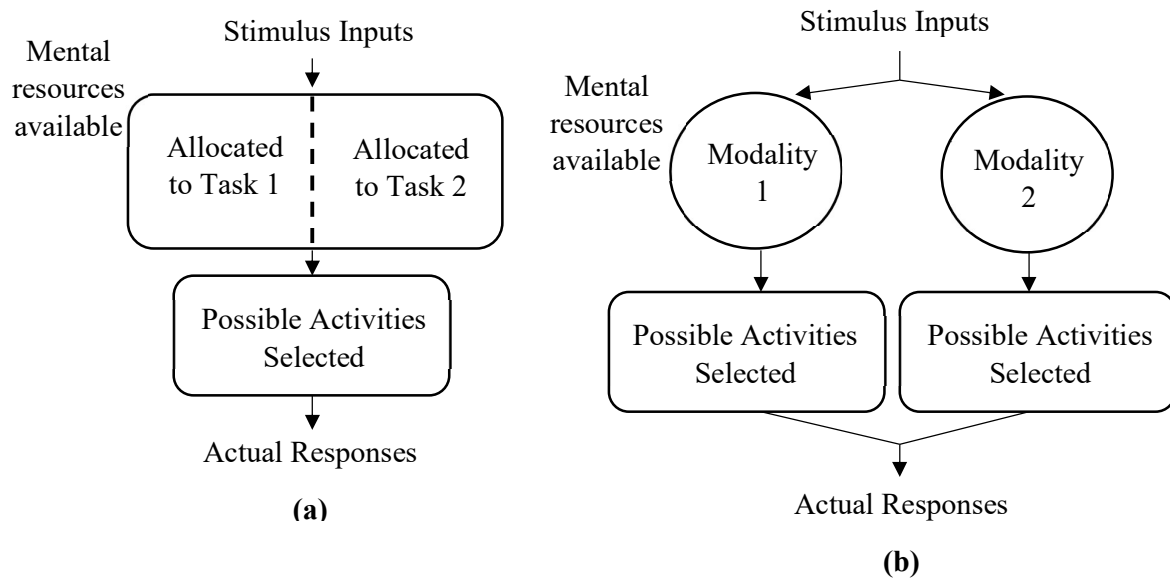 Stimulus Inputs
Mental
resources
available
Allocated
to Task 1
Allocated
to Task 2
Possible Activities
Selected
Actual Responses
(a)
Stimulus Inputs
Mental
resources
available
Modality
1
Modality
2
Possible Activities
Selected
Possible Activities
Selected
Actual Responses
(b)